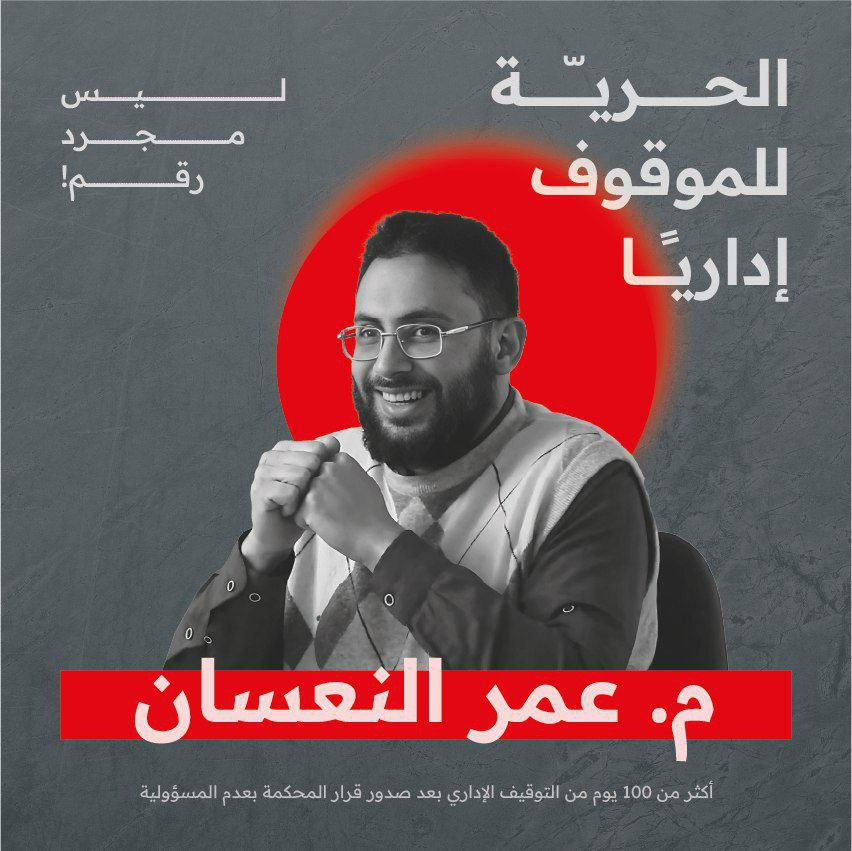 الحريّة
للموقوف
إداريًا
ليس
مجرد
رقم!
م. عمر النعسان
أكثر من 100 يوم من التوقيف الإداري بعد صدور قرار المحكمة بعدم المسؤولية